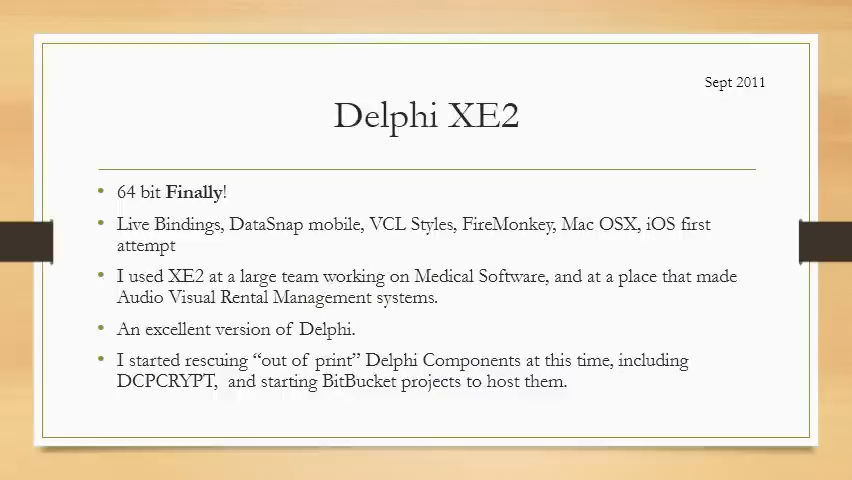 Sept 2011
Delphi XE2
• 64 bit Finally!
• Live Bindings, DataSnap mobile, VCL Styles, FireMonkey, Mac OSX, iOS first
attempt
• I used XE2 at a large team working on Medical Software, and at a place that made
Audio Visual Rental Management systems.
• An excellent version of Delphi.
• I started rescuing “out of print” Delphi Components at this time, including
DCPCRYPT,  and starting BitBucket projects to host them.